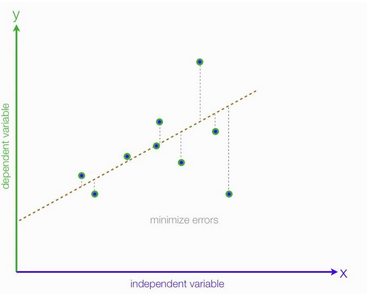 y
dependent variable
minimize errors
x
independent variable